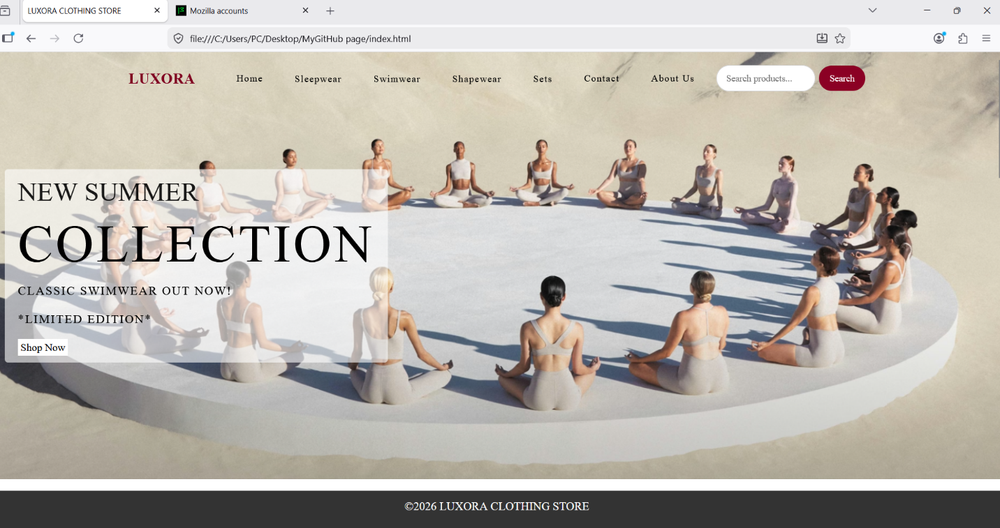 LUXORA CLOTHING STORE
Mozilla accounts
file:///C:/Users/PC/Desktop/MyGitHub page/index.html
LUXORA Home Sleepwear Swimwear Shapewear Sets Contact About Us Search products... Search
NEW SUMMER
COLLECTION
CLASSIC SWIMWEAR OUT NOW!
*LIMITED EDITION*
Shop Now
©2026 LUXORA CLOTHING STORE